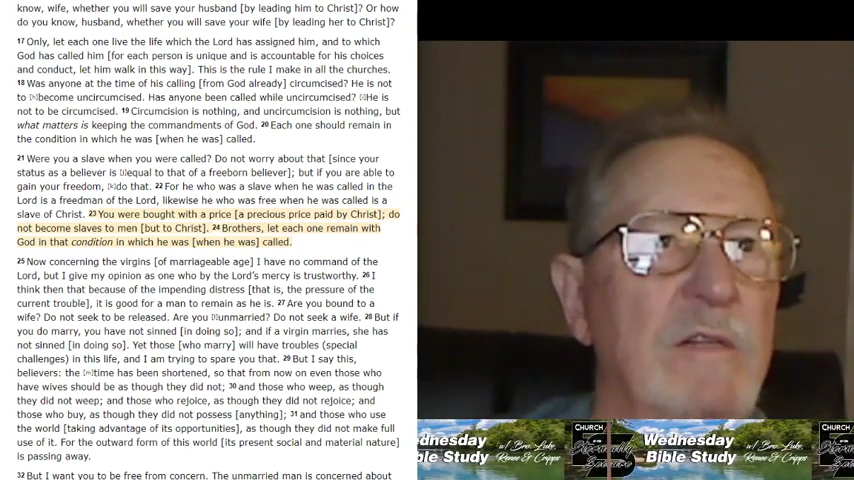 know, wife, whether you will save your husband [by leading him to Christ]? Or how
do you know, husband, whether you will save your wife [by leading her to Christ]?
17 Only, let each one live the life which the Lord has assigned him, and to which
God has called him [for each person is unique and is accountable for his choices
and conduct, let him walk in this way]. This is the rule I make in all the churches.
18 Was anyone at the time of his calling [from God already] circumcised? He is not
to become uncircumcised. Has anyone been called while uncircumcised? He is
not to be circumcised. 19 Circumcision is nothing, and uncircumcision is nothing, but
what matters is keeping the commandments of God. 20 Each one should remain in
the condition in which he was [when he was] called.
21 Were you a slave when you were called? Do not worry about that [since your
status as a believer is equal to that of a freeborn believer]; but if you are able to
gain your freedom, do that. 22 For he who was a slave when he was called in the
Lord is a freedman of the Lord, likewise he who was free when he was called is a
slave of Christ. 23 You were bought with a price [a precious price paid by Christ]; do
not become slaves to men [but to Christ]. 24 Brothers, let each one remain with
God in that condition in which he was [when he was] called.
25 Now concerning the virgins [of marriageable age] I have no command of the
Lord, but I give my opinion as one who by the Lord's mercy is trustworthy. 26 I
think then that because of the impending distress [that is, the pressure of the
current trouble], it is good for a man to remain as he is. 27 Are you bound to a
wife? Do not seek to be released. Are you unmarried? Do not seek a wife. 28 But if
you do marry, you have not sinned [in doing so]; and if a virgin marries, she has
not sinned [in doing so]. Yet those [who marry] will have troubles (special
challenges) in this life, and I am trying to spare you that. 29 But I say this,
believers: the [m]time has been shortened, so that from now on even those who
have wives should be as though they did not; 30 and those who weep, as though
they did not weep; and those who rejoice, as though they did not rejoice; and
those who buy, as though they did not possess [anything]; 31 and those who use
the world [taking advantage of its opportunities], as though they did not make full
use of it. For the outward form of this world [its present social and material nature]
is passing away.
32 But I want you to be free from concern. The unmarried man is concerned about
dnesday
Study
w/ Bro. Luke,
Renee & Cripps
CHURCH
OF THE
Eternally
Secure
Wednesday
Bible Study
w/ Bro. Luke,
Renee & Cripps
CHURCH